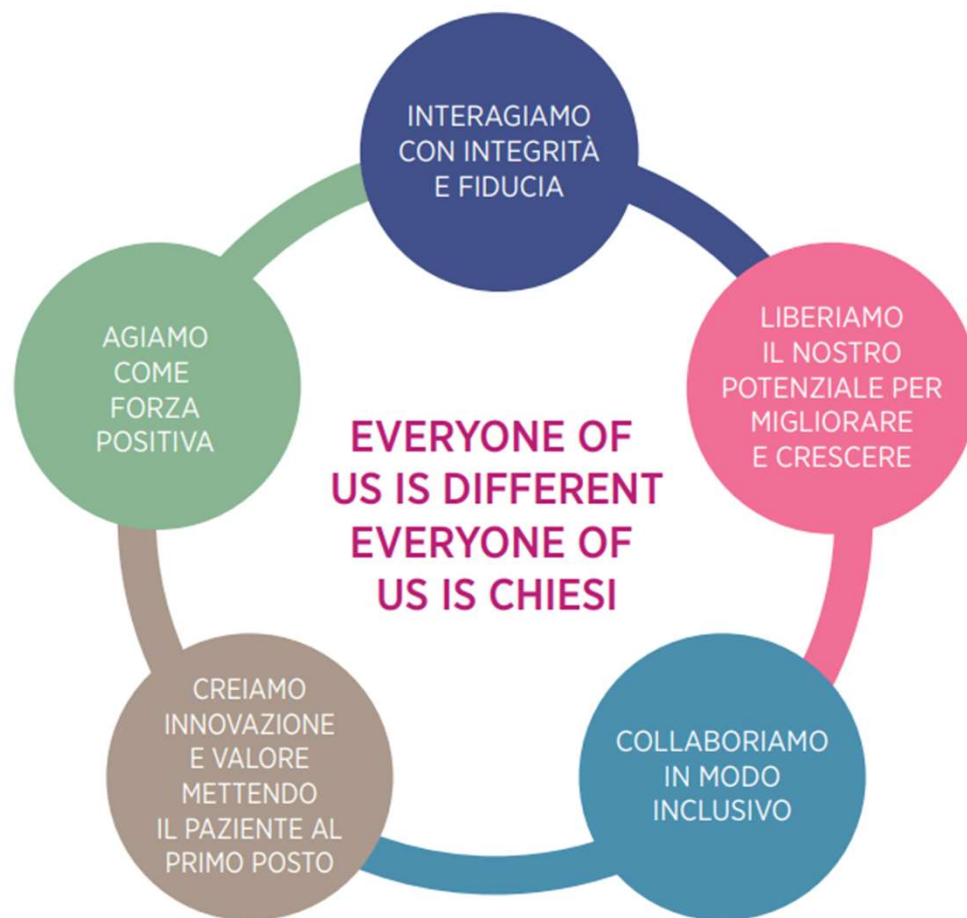 INTERAGIAMO
CON INTEGRITÀ
E FIDUCIA
LIBERIAMO
IL NOSTRO
POTENZIALE PER
MIGLIORARE
E CRESCERE
COLLABORIAMO
IN MODO
INCLUSIVO
CREIAMO
INNOVAZIONE
E VALORE
METTENDO
IL PAZIENTE AL
PRIMO POSTO
AGIAMO
COME
FORZA
POSITIVA
EVERYONE OF
US IS DIFFERENT
EVERYONE OF
US IS CHIESI